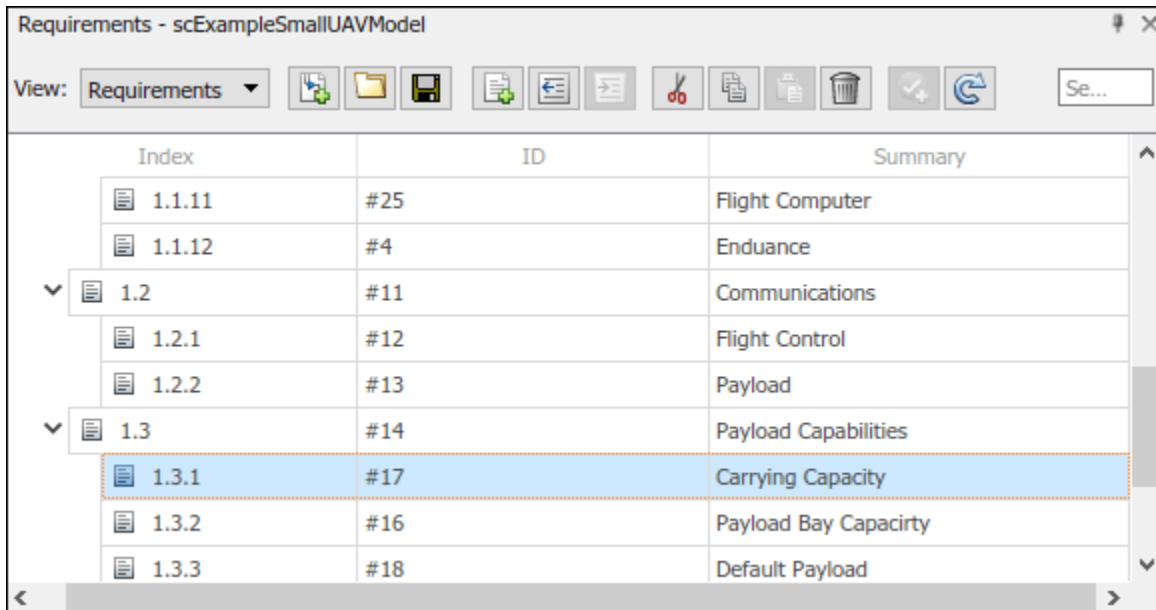 Requirements - scExampleSmallUAVModel
View: Requirements Se...
Index ID Summary
1.1.11 #25 Flight Computer
1.1.12 #4 Enduance
1.2 #11 Communications
1.2.1 #12 Flight Control
1.2.2 #13 Payload
1.3 #14 Payload Capabilities
1.3.1 #17 Carrying Capacity
1.3.2 #16 Payload Bay Capacirty
1.3.3 #18 Default Payload